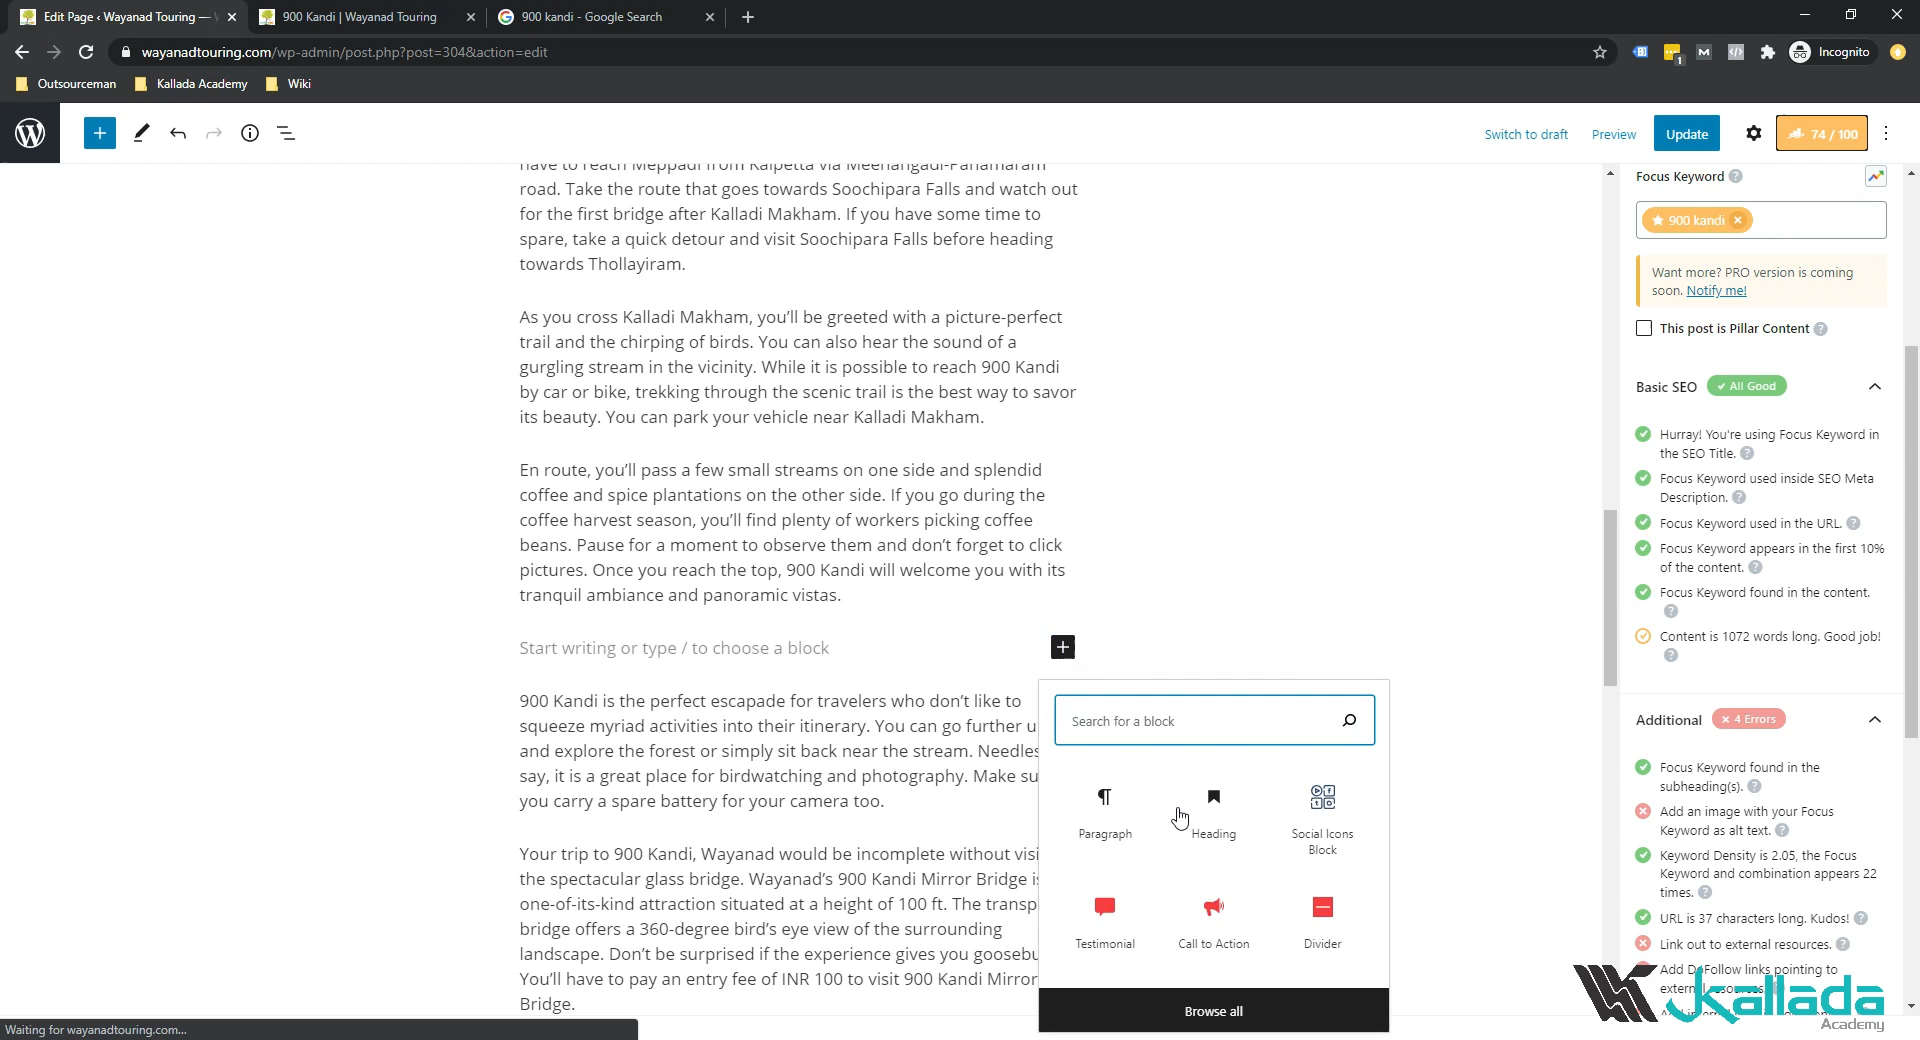 Edit Page ‹ Wayanad Touring —
900 Kandi | Wayanad Touring
900 kandi - Google Search
wayanadtouring.com/wp-admin/post.php?post=304&action=edit
1
Incognito
Outsourceman
Kallada Academy
Wiki
Switch to draft
Preview
Update
74 / 100
have to reach Meppadi from Kalpetta via Meenangadi-Panamaram
road. Take the route that goes towards Soochipara Falls and watch out
for the first bridge after Kalladi Makham. If you have some time to
spare, take a quick detour and visit Soochipara Falls before heading
towards Thollayiram.
As you cross Kalladi Makham, you’ll be greeted with a picture-perfect
trail and the chirping of birds. You can also hear the sound of a
gurgling stream in the vicinity. While it is possible to reach 900 Kandi
by car or bike, trekking through the scenic trail is the best way to savor
its beauty. You can park your vehicle near Kalladi Makham.
En route, you’ll pass a few small streams on one side and splendid
coffee and spice plantations on the other side. If you go during the
coffee harvest season, you’ll find plenty of workers picking coffee
beans. Pause for a moment to observe them and don’t forget to click
pictures. Once you reach the top, 900 Kandi will welcome you with its
tranquil ambiance and panoramic vistas.
Start writing or type / to choose a block
900 Kandi is the perfect escapade for travelers who don’t like to
squeeze myriad activities into their itinerary. You can go further u
and explore the forest or simply sit back near the stream. Needles
say, it is a great place for birdwatching and photography. Make su
you carry a spare battery for your camera too.
Your trip to 900 Kandi, Wayanad would be incomplete without visi
the spectacular glass bridge. Wayanad’s 900 Kandi Mirror Bridge i
one-of-its-kind attraction situated at a height of 100 ft. The transp
bridge offers a 360-degree bird’s eye view of the surrounding
landscape. Don’t be surprised if the experience gives you goosebu
You’ll have to pay an entry fee of INR 100 to visit 900 Kandi Mirror
Bridge.
Search for a block
Paragraph
Heading
Social Icons
Block
Testimonial
Call to Action
Divider
Browse all
Focus Keyword
900 kandi
Want more? PRO version is coming
soon. Notify me!
This post is Pillar Content
Basic SEO
All Good
Hurray! You're using Focus Keyword in
the SEO Title.
Focus Keyword used inside SEO Meta
Description.
Focus Keyword used in the URL.
Focus Keyword appears in the first 10%
of the content.
Focus Keyword found in the content.
Content is 1072 words long. Good job!
Additional
× 4 Errors
Focus Keyword found in the
subheading(s).
Add an image with your Focus
Keyword as alt text.
Keyword Density is 2.05, the Focus
Keyword and combination appears 22
times.
URL is 37 characters long. Kudos!
Link out to external resources.
Add DoFollow links pointing to
external resources.
kallada
Academy
Waiting for wayanadtouring.com...